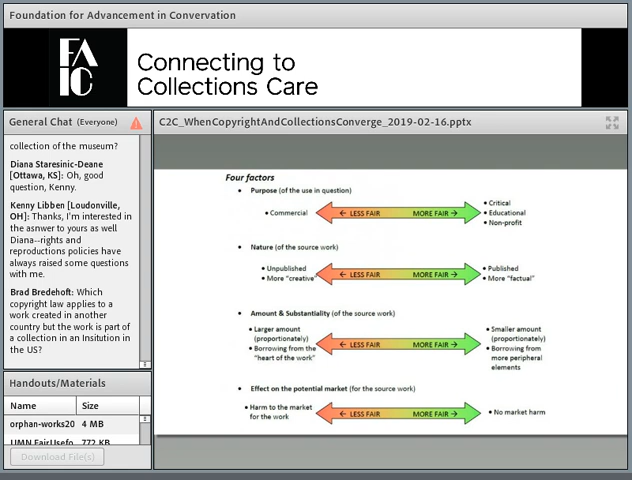 Foundation for Advancement in Convervation
FA
IC
Connecting to
Collections Care
General Chat (Everyone)
collection of the museum?
Diana Staresinic-Deane
[Ottawa, KS]: Oh, good
question, Kenny.
Kenny Libben [Loudonville,
OH]: Thanks, I'm interested
in the asnwer to yours as well
Diana--rights and
reproductions policies have
always raised some questions
with me.
Brad Bredehoft: Which
copyright law applies to a
work created in another
country but the work is part of
a collection in an Insitution in
the US?
Handouts/Materials
Name Size
orphan-works20 4 MB
UMN FairUsefo 772 KB
Download File(s)
C2C_WhenCopyrightAndCollectionsConverge_2019-02-16.pptx
Four factors
• Purpose (of the use in question)
• Commercial
← LESS FAIR MORE FAIR →
• Critical
• Educational
• Non-profit
• Nature (of the source work)
• Unpublished
• More "creative"
← LESS FAIR MORE FAIR →
• Published
• More "factual"
• Amount & Substantiality (of the source work)
• Larger amount
(proportionately)
• Borrowing from the
"heart of the work"
← LESS FAIR MORE FAIR →
• Smaller amount
(proportionately)
• Borrowing from
more peripheral
elements
• Effect on the potential market (for the source work)
• Harm to the market
for the work
← LESS FAIR MORE FAIR →
• No market harm